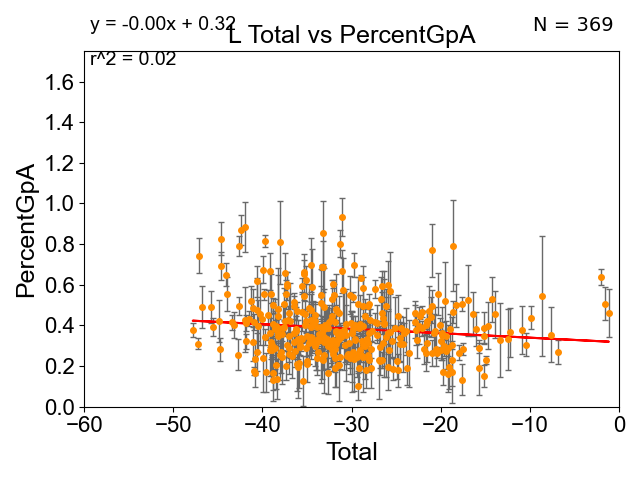 y = -0.00x + 0.32
L Total vs PercentGpA
N = 369
r^2 = 0.02
PercentGpA
1.6
1.4
1.2
1.0
0.8
0.6
0.4
0.2
0.0
−60 −50 −40 −30 −20 −10 0
Total